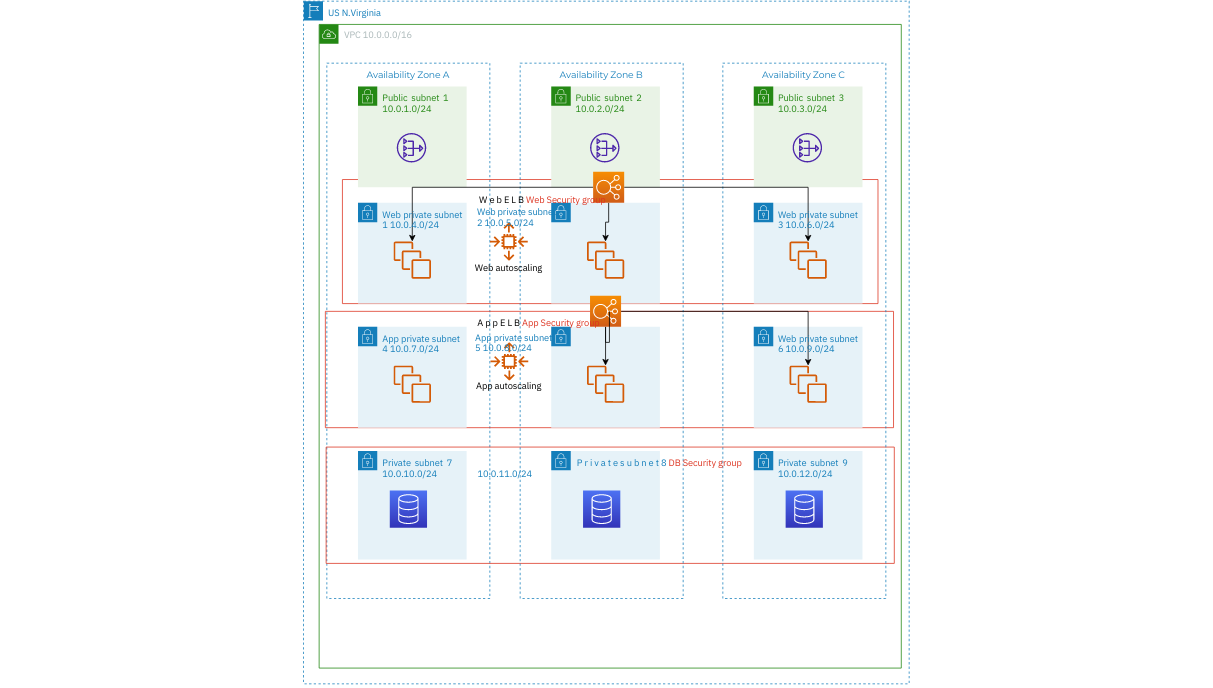 US N.Virginia
VPC 10.0.0.0/16
Availability Zone A
Availability Zone B
Availability Zone C
Public subnet 1
10.0.1.0/24
Public subnet 2
10.0.2.0/24
Public subnet 3
10.0.3.0/24
Web ELB Web Security group
Web private subnet
1 10.0.4.0/24
Web private subne
2 10.0.5.0/24
Web private subnet
3 10.0.6.0/24
Web autoscaling
App ELB App Security group
App private subnet
4 10.0.7.0/24
App private subnet
5 10.0.8.0/24
Web private subnet
6 10.0.9.0/24
App autoscaling
Private subnet 7
10.0.10.0/24
Private subnet 8 DB Security group
10.0.11.0/24
Private subnet 9
10.0.12.0/24